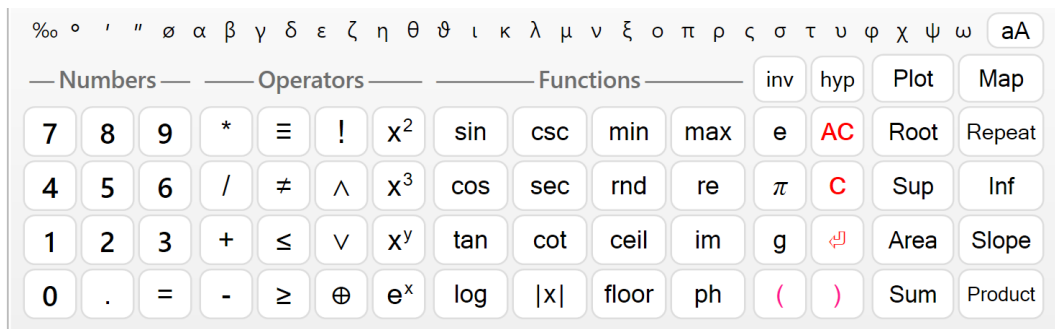 ‰ ° ′ ″ ø α β γ δ ε ζ η θ ϑ ι κ λ μ ν ξ ο π ρ ς σ τ υ φ χ ψ ω aA
Numbers Operators Functions inv hyp Plot Map
7 8 9 * ≡ ! x² sin csc min max e AC Root Repeat
4 5 6 / ≠ ∧ x³ cos sec rnd re π C Sup Inf
1 2 3 + ≤ ∨ xʸ tan cot ceil im g ⏎ Area Slope
0 . = - ≥ ⊕ eˣ log |x| floor ph ( ) Sum Product